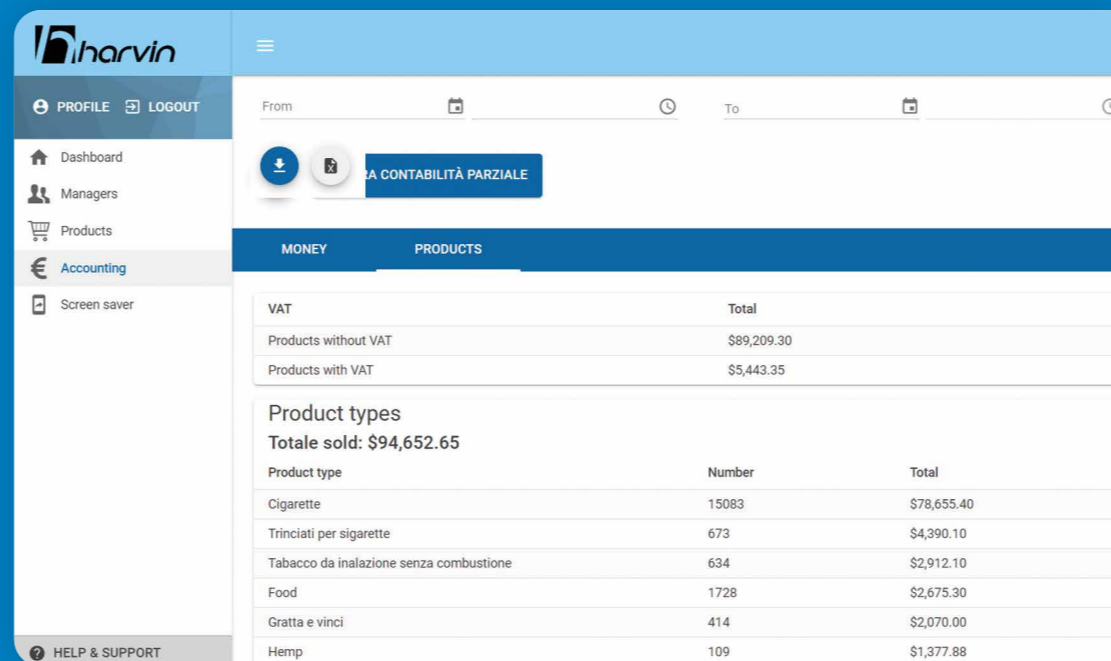 harvin
PROFILE LOGOUT
Dashboard
Managers
Products
Accounting
Screen saver
HELP & SUPPORT
From To
RA CONTABILITÀ PARZIALE
MONEY PRODUCTS
VAT Total
Products without VAT $89,209.30
Products with VAT $5,443.35
Product types
Totale sold: $94,652.65
Product type Number Total
Cigarette 15083 $78,655.40
Trinciati per sigarette 673 $4,390.10
Tabacco da inalazione senza combustione 634 $2,912.10
Food 1728 $2,675.30
Gratta e vinci 414 $2,070.00
Hemp 109 $1,377.88